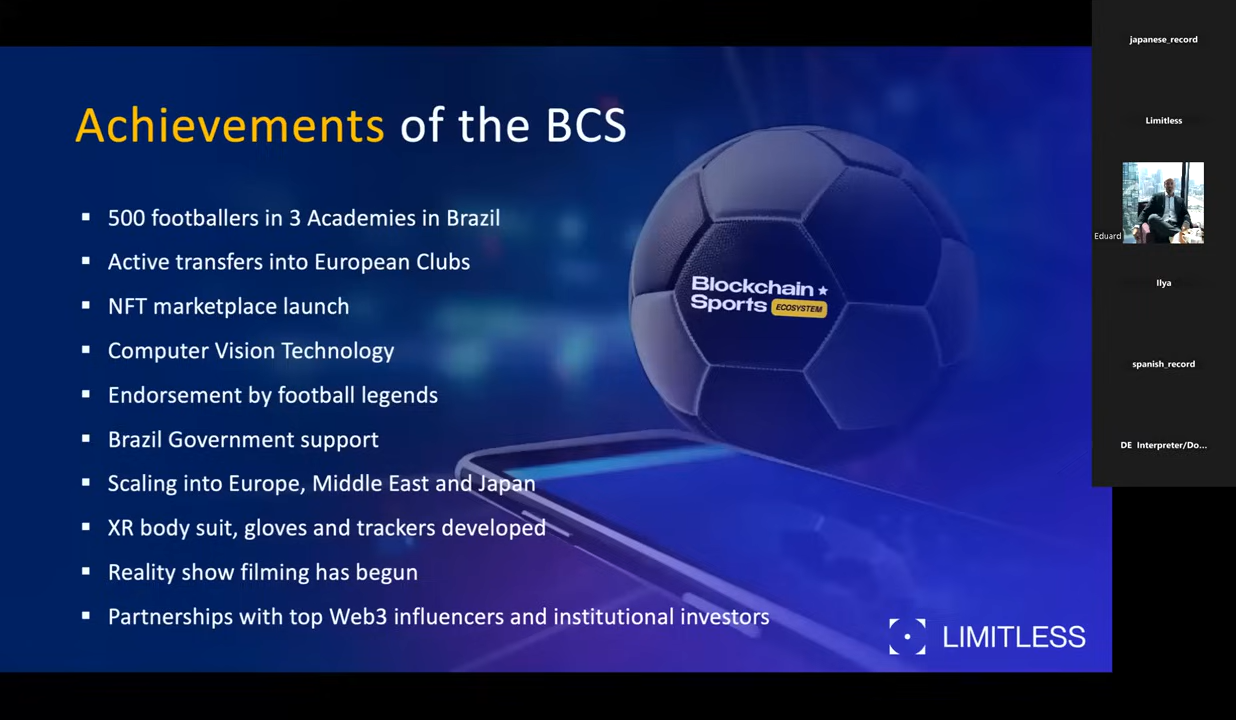 Achievements of the BCS
500 footballers in 3 Academies in Brazil
Active transfers into European Clubs
NFT marketplace launch
Computer Vision Technology
Endorsement by football legends
Brazil Government support
Scaling into Europe, Middle East and Japan
XR body suit, gloves and trackers developed
Reality show filming has begun
Partnerships with top Web3 influencers and institutional investors
Blockchain
Sports ECOSYSTEM
LIMITLESS
japanese_record
Limitless
Eduard
Ilya
spanish_record
DE Interpreter/Do...